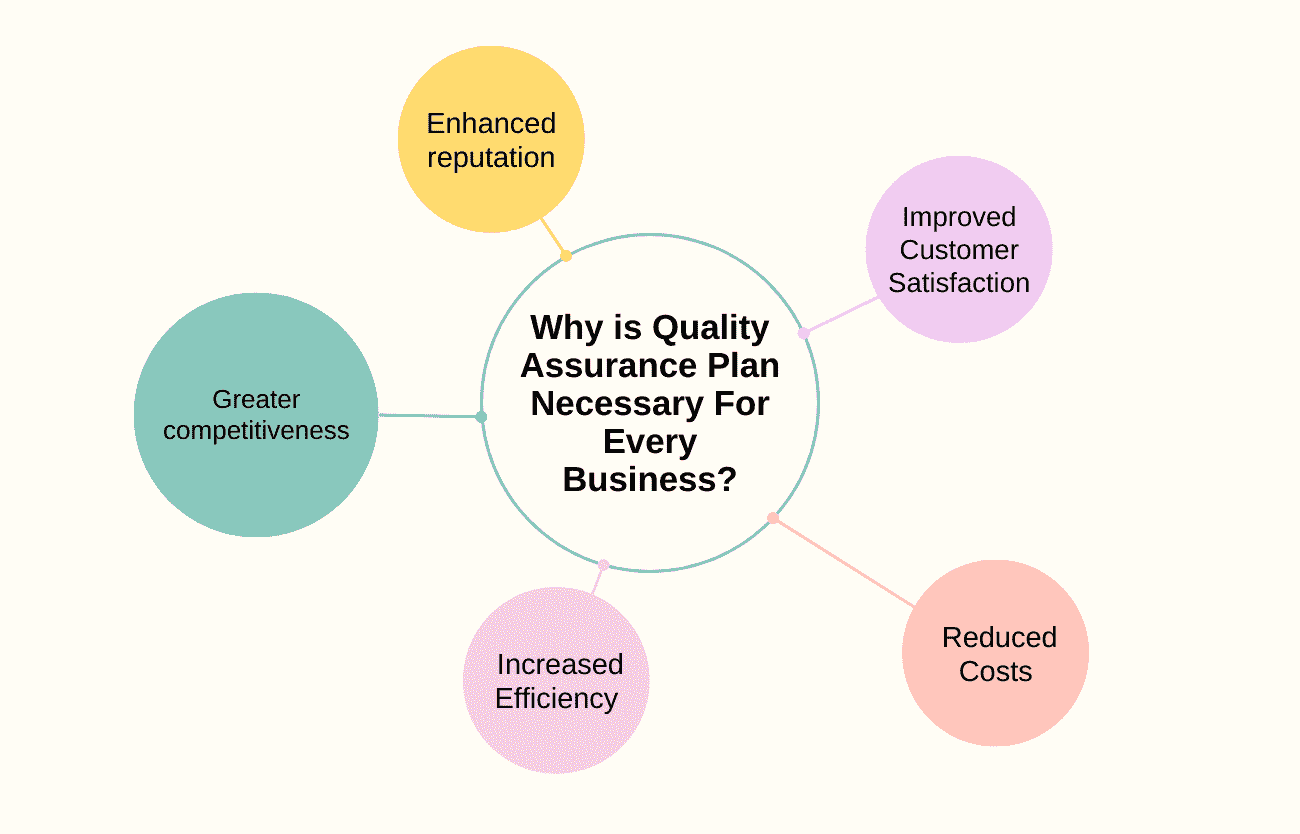 Enhanced
reputation
Improved
Customer
Satisfaction
Why is Quality
Assurance Plan
Necessary For
Every
Business?
Greater
competitiveness
Increased
Efficiency
Reduced
Costs